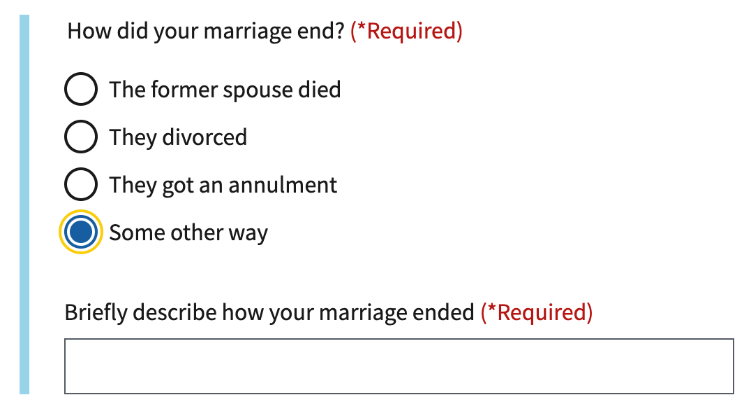 How did your marriage end? (*Required)
The former spouse died
They divorced
They got an annulment
Some other way
Briefly describe how your marriage ended (*Required)